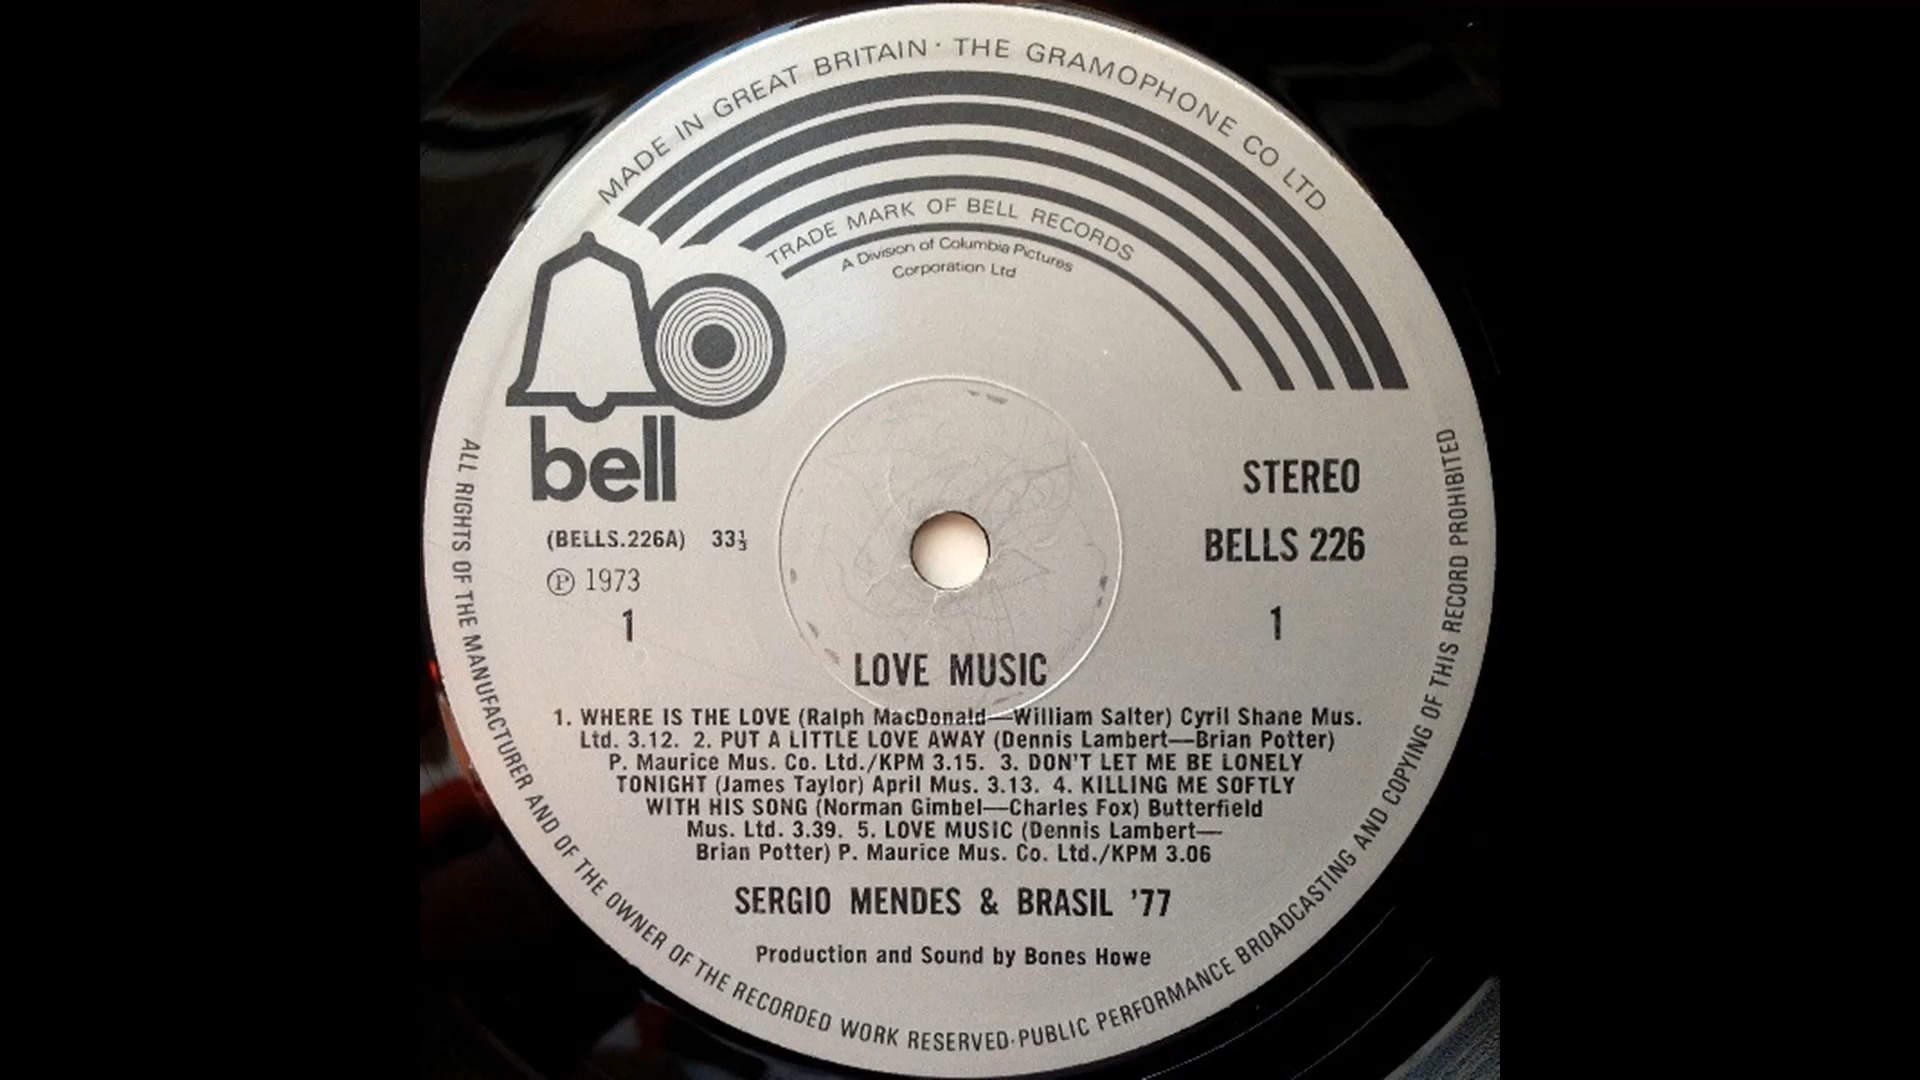 MADE IN GREAT BRITAIN · THE GRAMOPHONE CO LTD
TRADE MARK OF BELL RECORDS
A Division of Columbia Pictures
Corporation Ltd
bell
STEREO
(BELLS.226A) 33⅓
BELLS 226
Ⓟ 1973
1
1
LOVE MUSIC
1. WHERE IS THE LOVE (Ralph MacDonald—William Salter) Cyril Shane Mus.
Ltd. 3.12. 2. PUT A LITTLE LOVE AWAY (Dennis Lambert—Brian Potter)
P. Maurice Mus. Co. Ltd./KPM 3.15. 3. DON'T LET ME BE LONELY
TONIGHT (James Taylor) April Mus. 3.13. 4. KILLING ME SOFTLY
WITH HIS SONG (Norman Gimbel—Charles Fox) Butterfield
Mus. Ltd. 3.39. 5. LOVE MUSIC (Dennis Lambert—
Brian Potter) P. Maurice Mus. Co. Ltd./KPM 3.06
SERGIO MENDES & BRASIL '77
Production and Sound by Bones Howe
ALL RIGHTS OF THE MANUFACTURER AND OF THE OWNER OF THE RECORDED WORK RESERVED·PUBLIC PERFORMANCE BROADCASTING AND COPYING OF THIS RECORD PROHIBITED